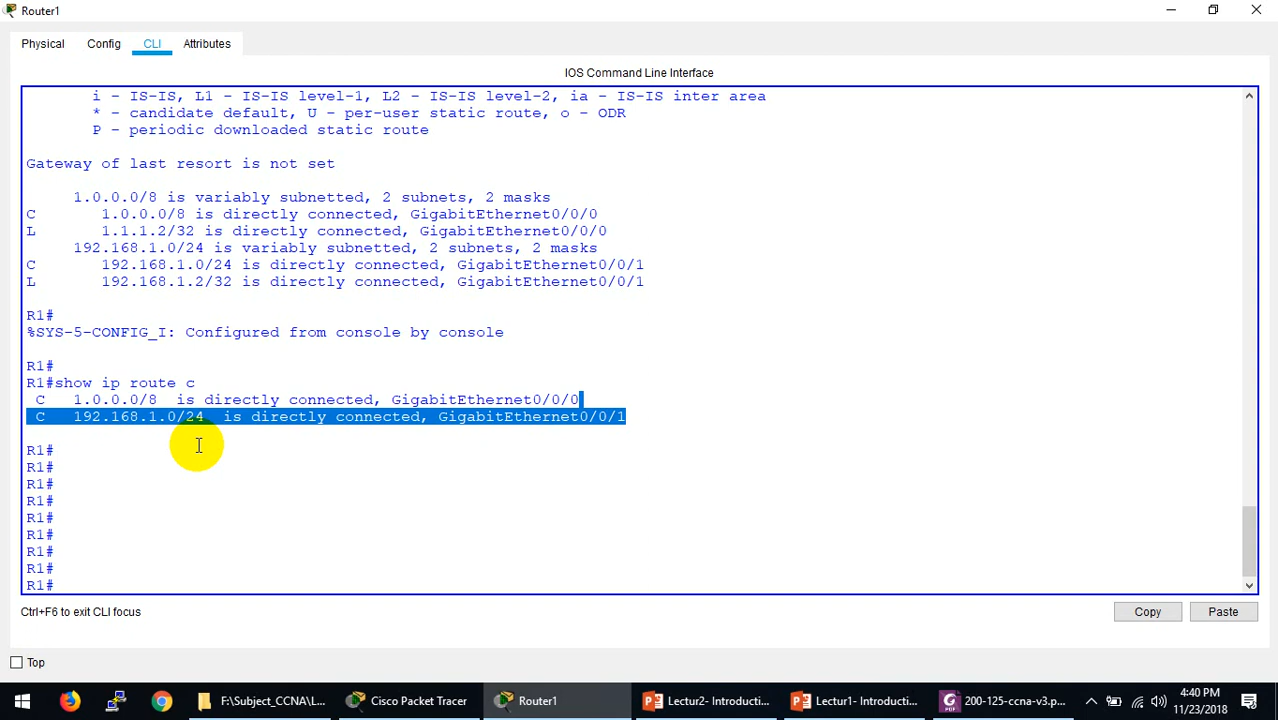 Router1
Physical Config CLI Attributes
IOS Command Line Interface
i - IS-IS, L1 - IS-IS level-1, L2 - IS-IS level-2, ia - IS-IS inter area
* - candidate default, U - per-user static route, o - ODR
P - periodic downloaded static route
Gateway of last resort is not set
1.0.0.0/8 is variably subnetted, 2 subnets, 2 masks
C 1.0.0.0/8 is directly connected, GigabitEthernet0/0/0
L 1.1.1.2/32 is directly connected, GigabitEthernet0/0/0
192.168.1.0/24 is variably subnetted, 2 subnets, 2 masks
C 192.168.1.0/24 is directly connected, GigabitEthernet0/0/1
L 192.168.1.2/32 is directly connected, GigabitEthernet0/0/1
R1#
%SYS-5-CONFIG_I: Configured from console by console
R1#
R1#show ip route c
C 1.0.0.0/8 is directly connected, GigabitEthernet0/0/0
C 192.168.1.0/24 is directly connected, GigabitEthernet0/0/1
R1#
R1#
R1#
R1#
R1#
R1#
R1#
R1#
R1#
Ctrl+F6 to exit CLI focus
Copy Paste
Top
F:\Subject_CCNA\L... Cisco Packet Tracer Router1 Lectur2- Introducti... Lectur1- Introducti... 200-125-ccna-v3.p... 4:40 PM
11/23/2018